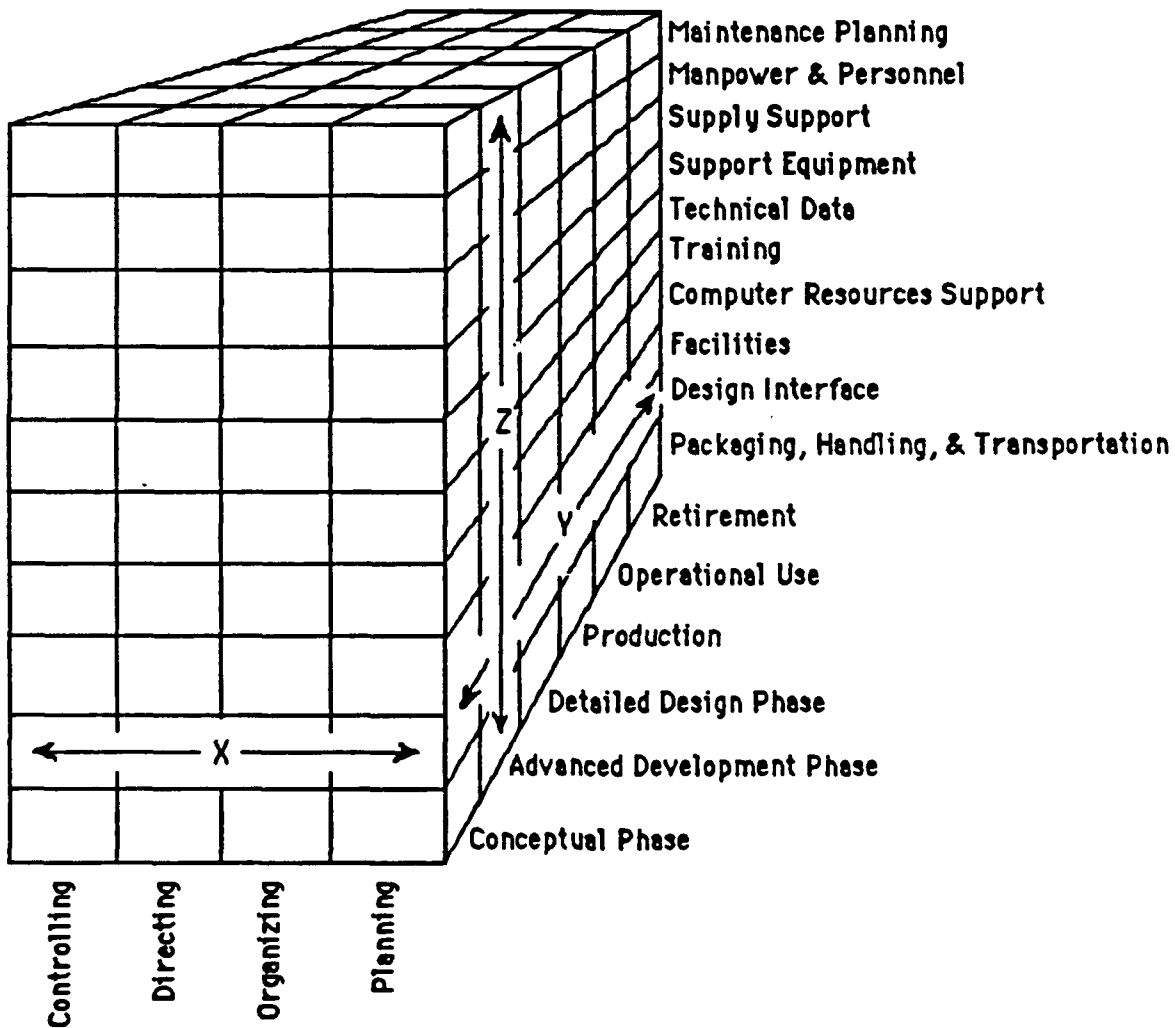 Maintenance Planning
Manpower & Personnel
Supply Support
Support Equipment
Technical Data
Training
Computer Resources Support
Facilities
Design Interface
Packaging, Handling, & Transportation
Retirement
Operational Use
Production
Detailed Design Phase
Advanced Development Phase
Conceptual Phase
Z
Y
X
Controlling
Directing
Organizing
Planning